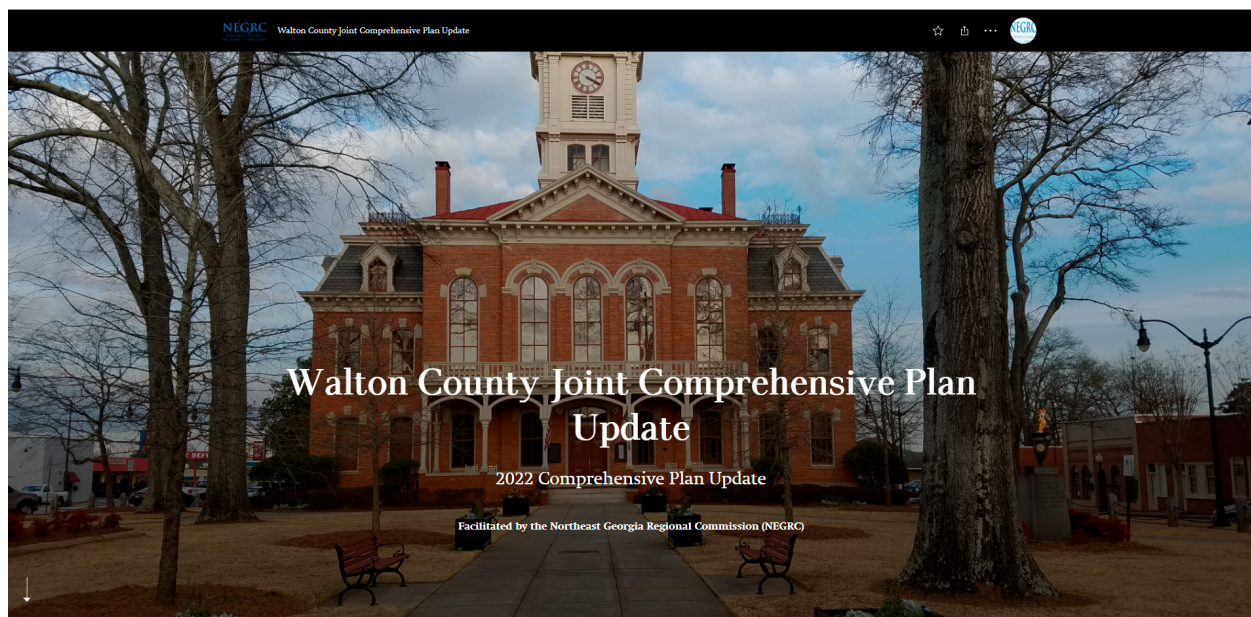 NEGRC
Walton County Joint Comprehensive Plan Update
NEGRC
Walton County Joint Comprehensive Plan
Update
2022 Comprehensive Plan Update
Facilitated by the Northeast Georgia Regional Commission (NEGRC)